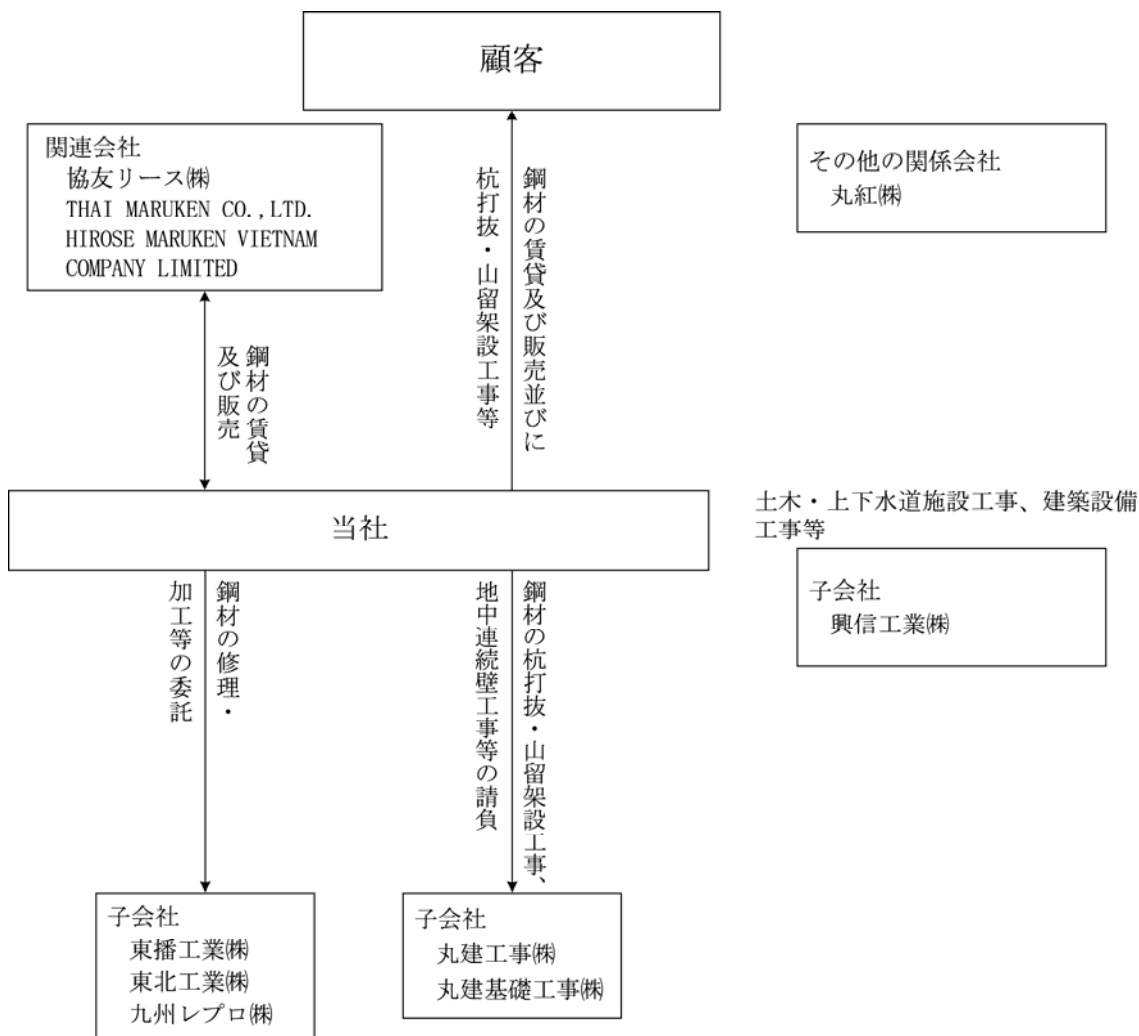 顧客
関連会社
協友リース㈱
THAI MARUKEN CO.,LTD.
HIROSE MARUKEN VIETNAM
COMPANY LIMITED
その他の関係会社
丸紅㈱
鋼材の賃貸及び販売並びに
杭打抜・山留架設工事等
鋼材の賃貸
及び販売
当社
土木・上下水道施設工事、建築設備
工事等
子会社
興信工業㈱
鋼材の修理・
加工等の委託
鋼材の杭打抜・山留架設工事、
地中連続壁工事等の請負
子会社
東播工業㈱
東北工業㈱
九州レプロ㈱
子会社
丸建工事㈱
丸建基礎工事㈱